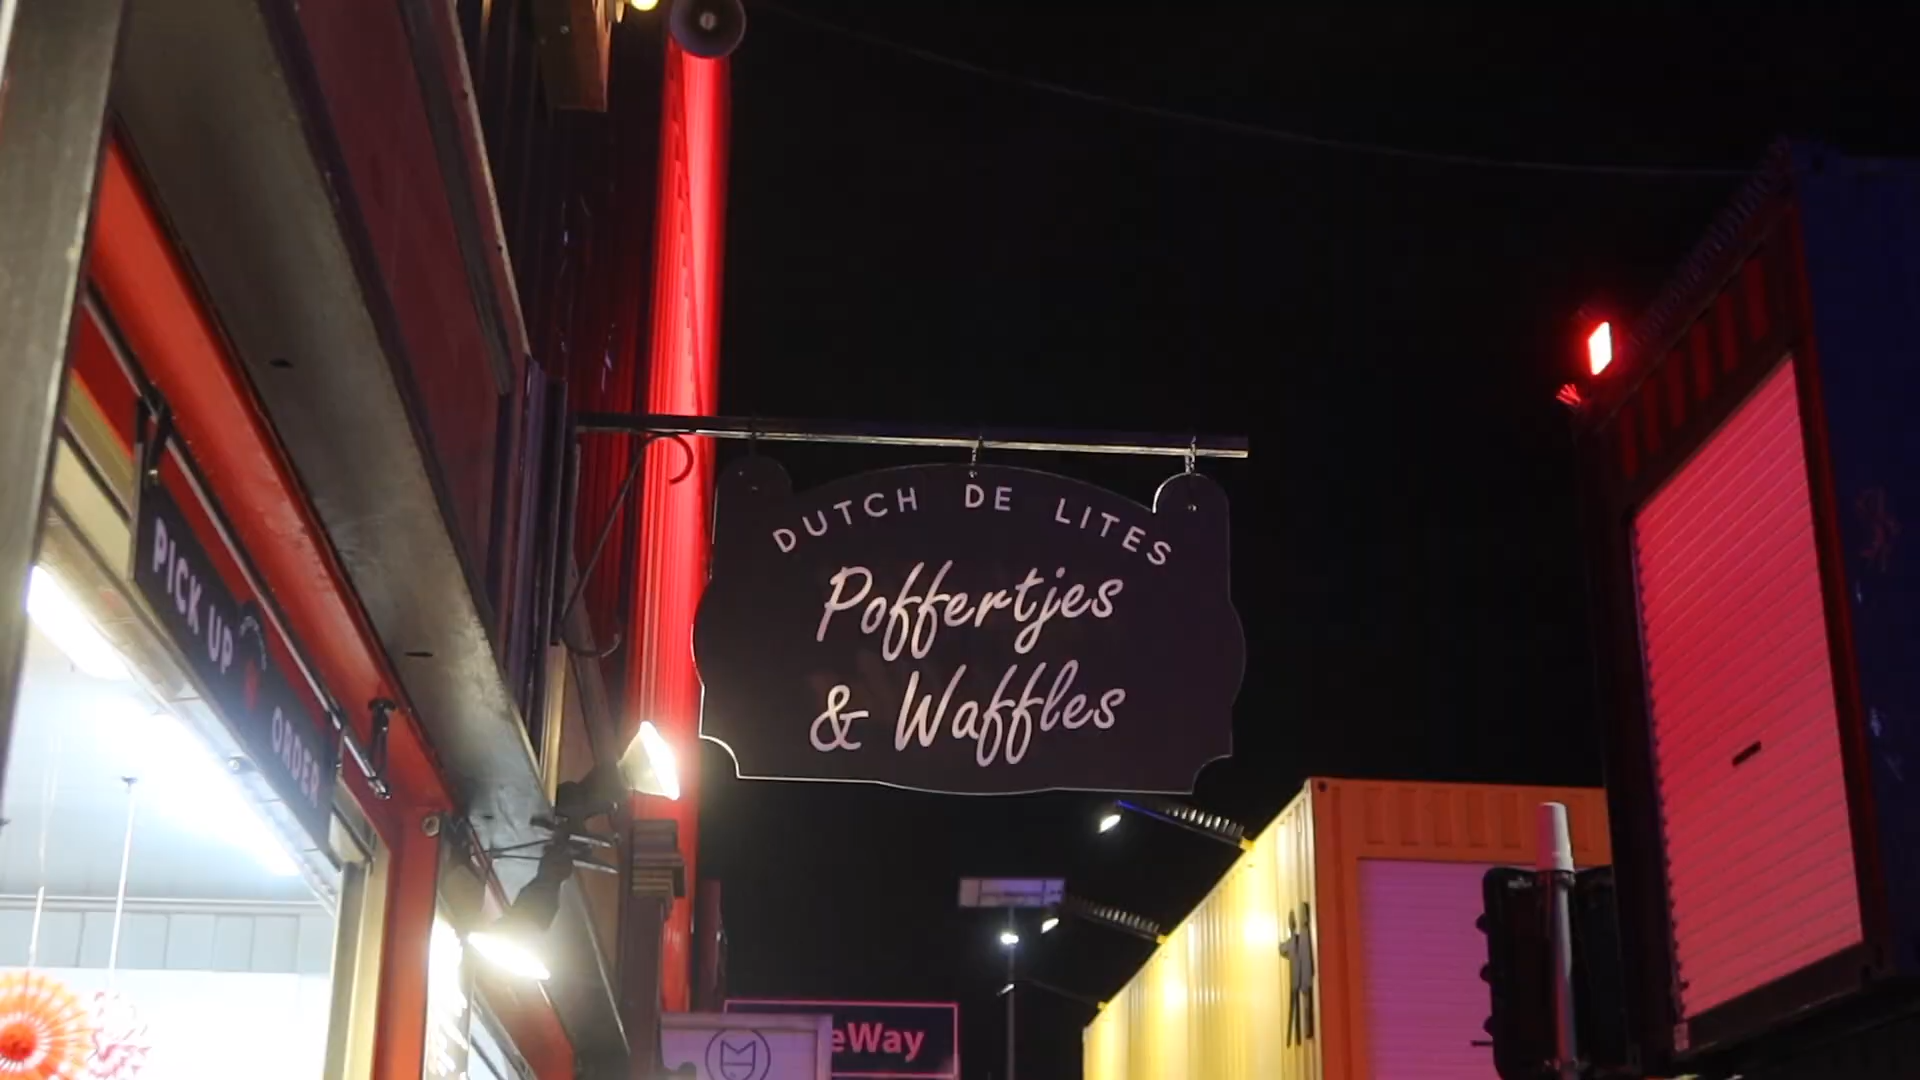 DUTCH DE LITES
Poffertjes
& Waffles
PICK UP
ORDER
eWay